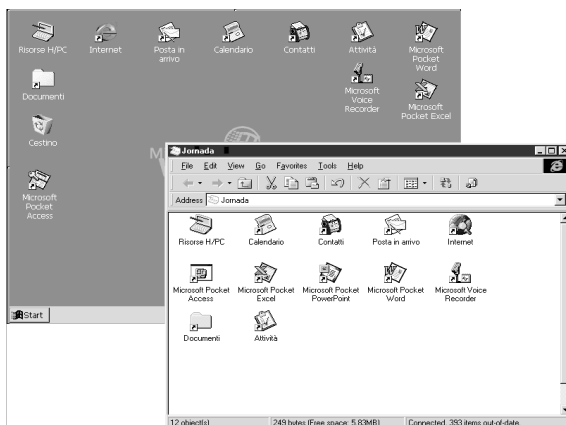 Risorse H/PC
Internet
Posta in
arrivo
Calendario
Contatti
Attività
Microsoft
Pocket
Word
Documenti
Microsoft
Voice
Recorder
Microsoft
Pocket Excel
Cestino
Microsoft
Pocket
Access
Start
Jornada
File Edit View Go Favorites Tools Help
Address Jornada
Risorse H/PC Calendario Contatti Posta in arrivo Internet
Microsoft Pocket
Access
Microsoft Pocket
Excel
Microsoft Pocket
PowerPoint
Microsoft Pocket
Word
Microsoft Voice
Recorder
Documenti Attività
12 object(s) 249 bytes (Free space: 5.83MB) Connected. 393 items out-of-date.